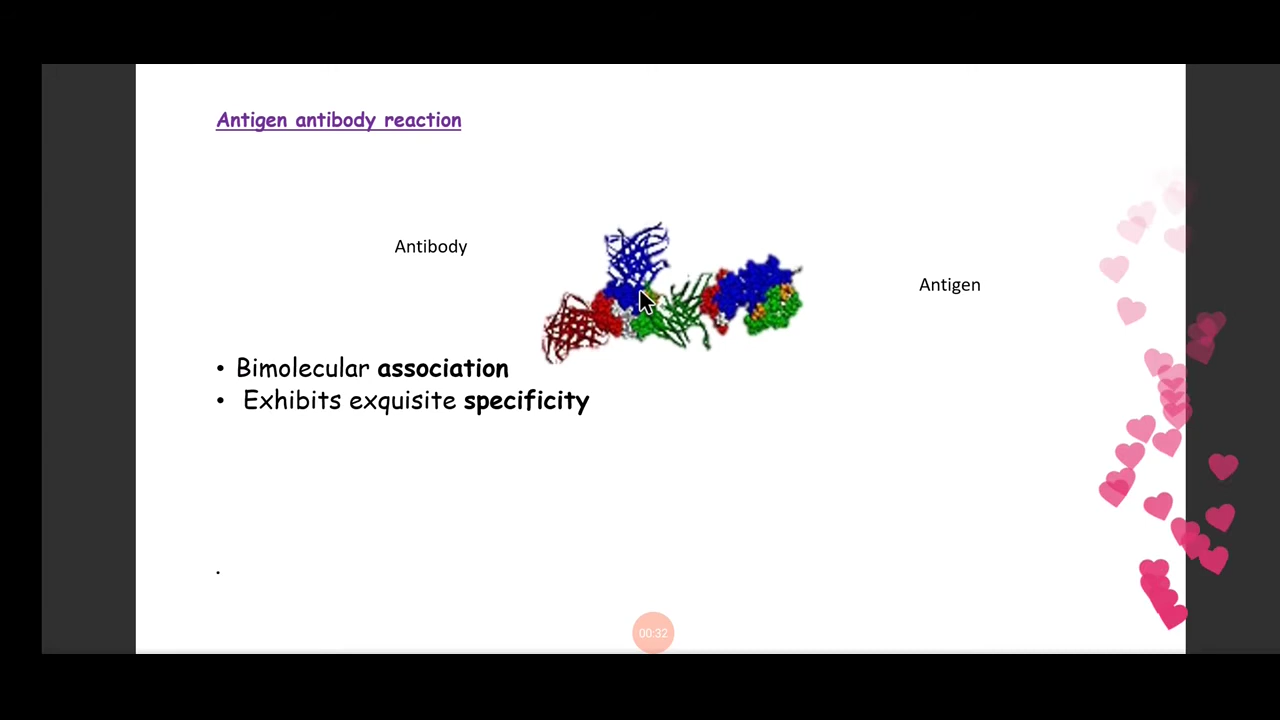 Antigen antibody reaction
Antibody
Antigen
• Bimolecular association
• Exhibits exquisite specificity
.
00:32